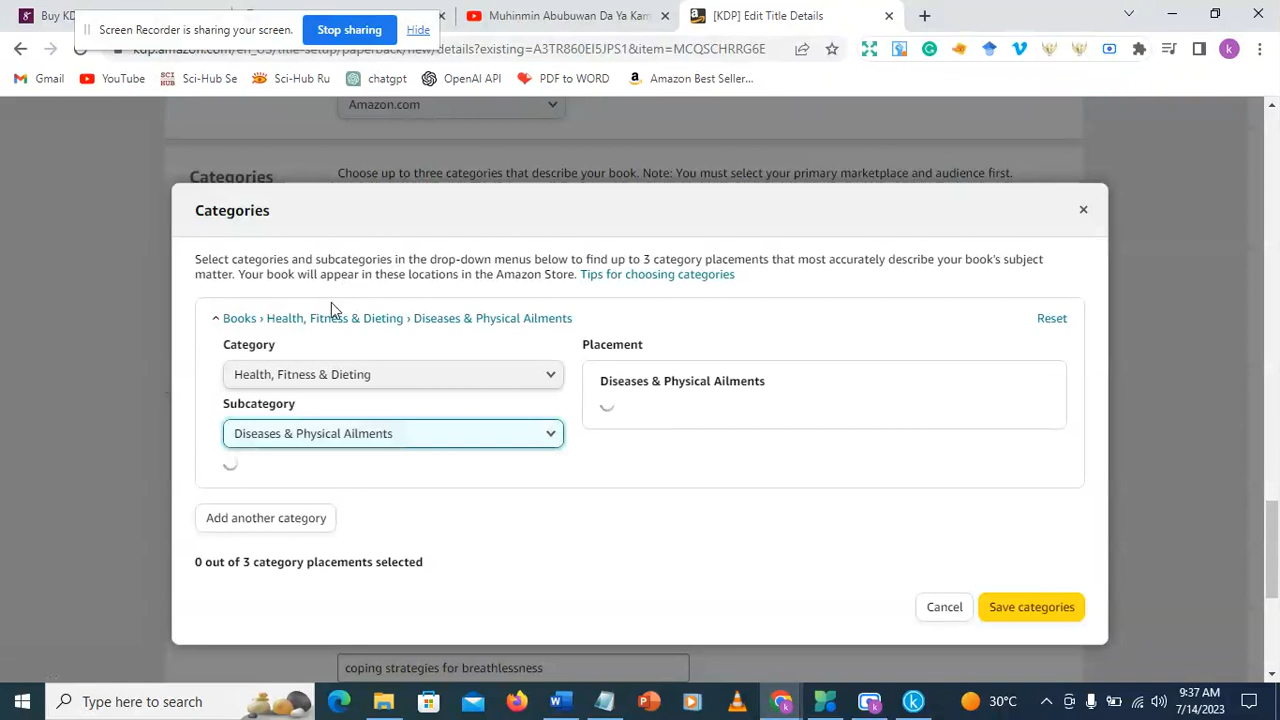 Buy KD
Muhinmin Abubuwan Da Ya Kam
[KDP] Edit Title Details
Screen Recorder is sharing your screen.
Stop sharing
Hide
kdp.amazon.com/en_US/title-setup/paperback/new/details?existing=A3TR860EI5JPS1&item=MCQSCHRRG6E
k
Gmail
YouTube
SCI HUB
Sci-Hub Se
Sci-Hub Ru
chatgpt
OpenAI API
PDF to WORD
Amazon Best Seller...
Amazon.com
Categories
Choose up to three categories that describe your book. Note: You must select your primary marketplace and audience first.
Categories
Select categories and subcategories in the drop-down menus below to find up to 3 category placements that most accurately describe your book's subject
matter. Your book will appear in these locations in the Amazon Store. Tips for choosing categories
Books › Health, Fitness & Dieting › Diseases & Physical Ailments
Reset
Category
Placement
Health, Fitness & Dieting
Diseases & Physical Ailments
Subcategory
Diseases & Physical Ailments
Add another category
0 out of 3 category placements selected
Cancel
Save categories
coping strategies for breathlessness
Type here to search
30°C
9:37 AM
7/14/2023